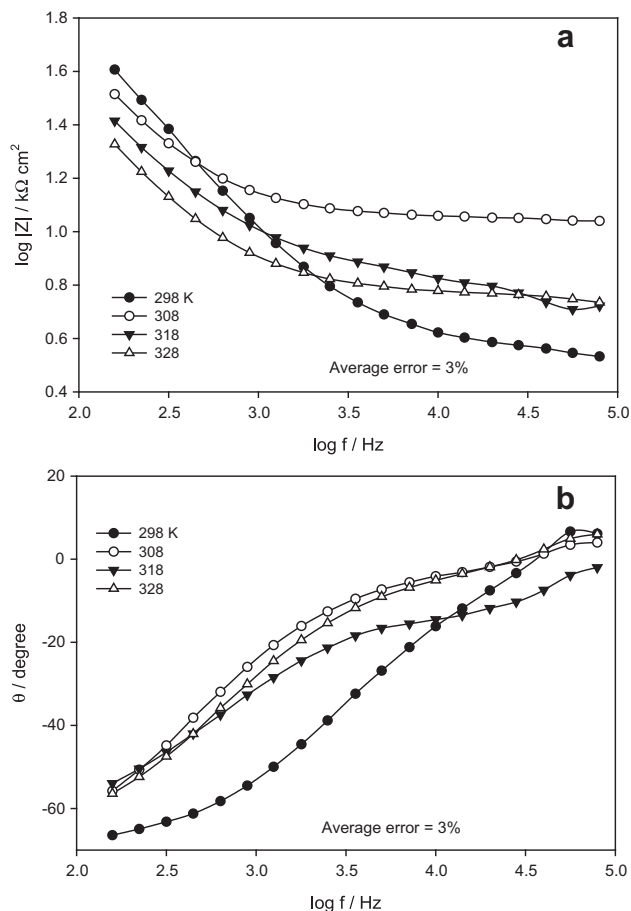 a
1.8
1.6
1.4
1.2
1.0
0.8
0.6
0.4
log |Z| / kΩ cm²
298 K
308
318
328
Average error = 3%
2.0 2.5 3.0 3.5 4.0 4.5 5.0
log f / Hz
b
20
0
-20
-40
-60
θ / degree
298 K
308
318
328
Average error = 3%
2.0 2.5 3.0 3.5 4.0 4.5 5.0
log f / Hz